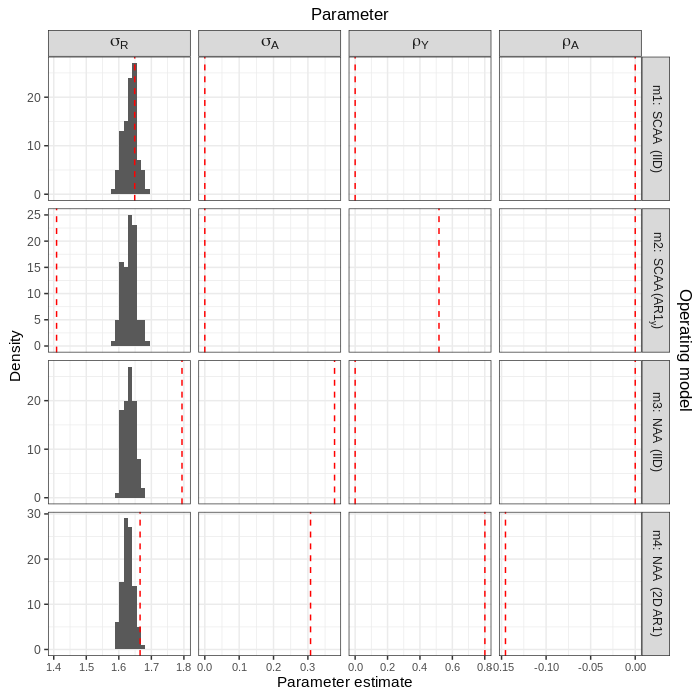 Parameter
σR σA ρY ρA
20
10
0
m1: SCAA (IID)
25
20
15
10
5
0
m2: SCAA (AR1y)
20
10
0
m3: NAA (IID)
30
20
10
0
m4: NAA (2D AR1)
Density
Operating model
1.4 1.5 1.6 1.7 1.8 0.0 0.1 0.2 0.3 0.0 0.2 0.4 0.6 0.8 0.15 -0.10 -0.05 0.00
Parameter estimate